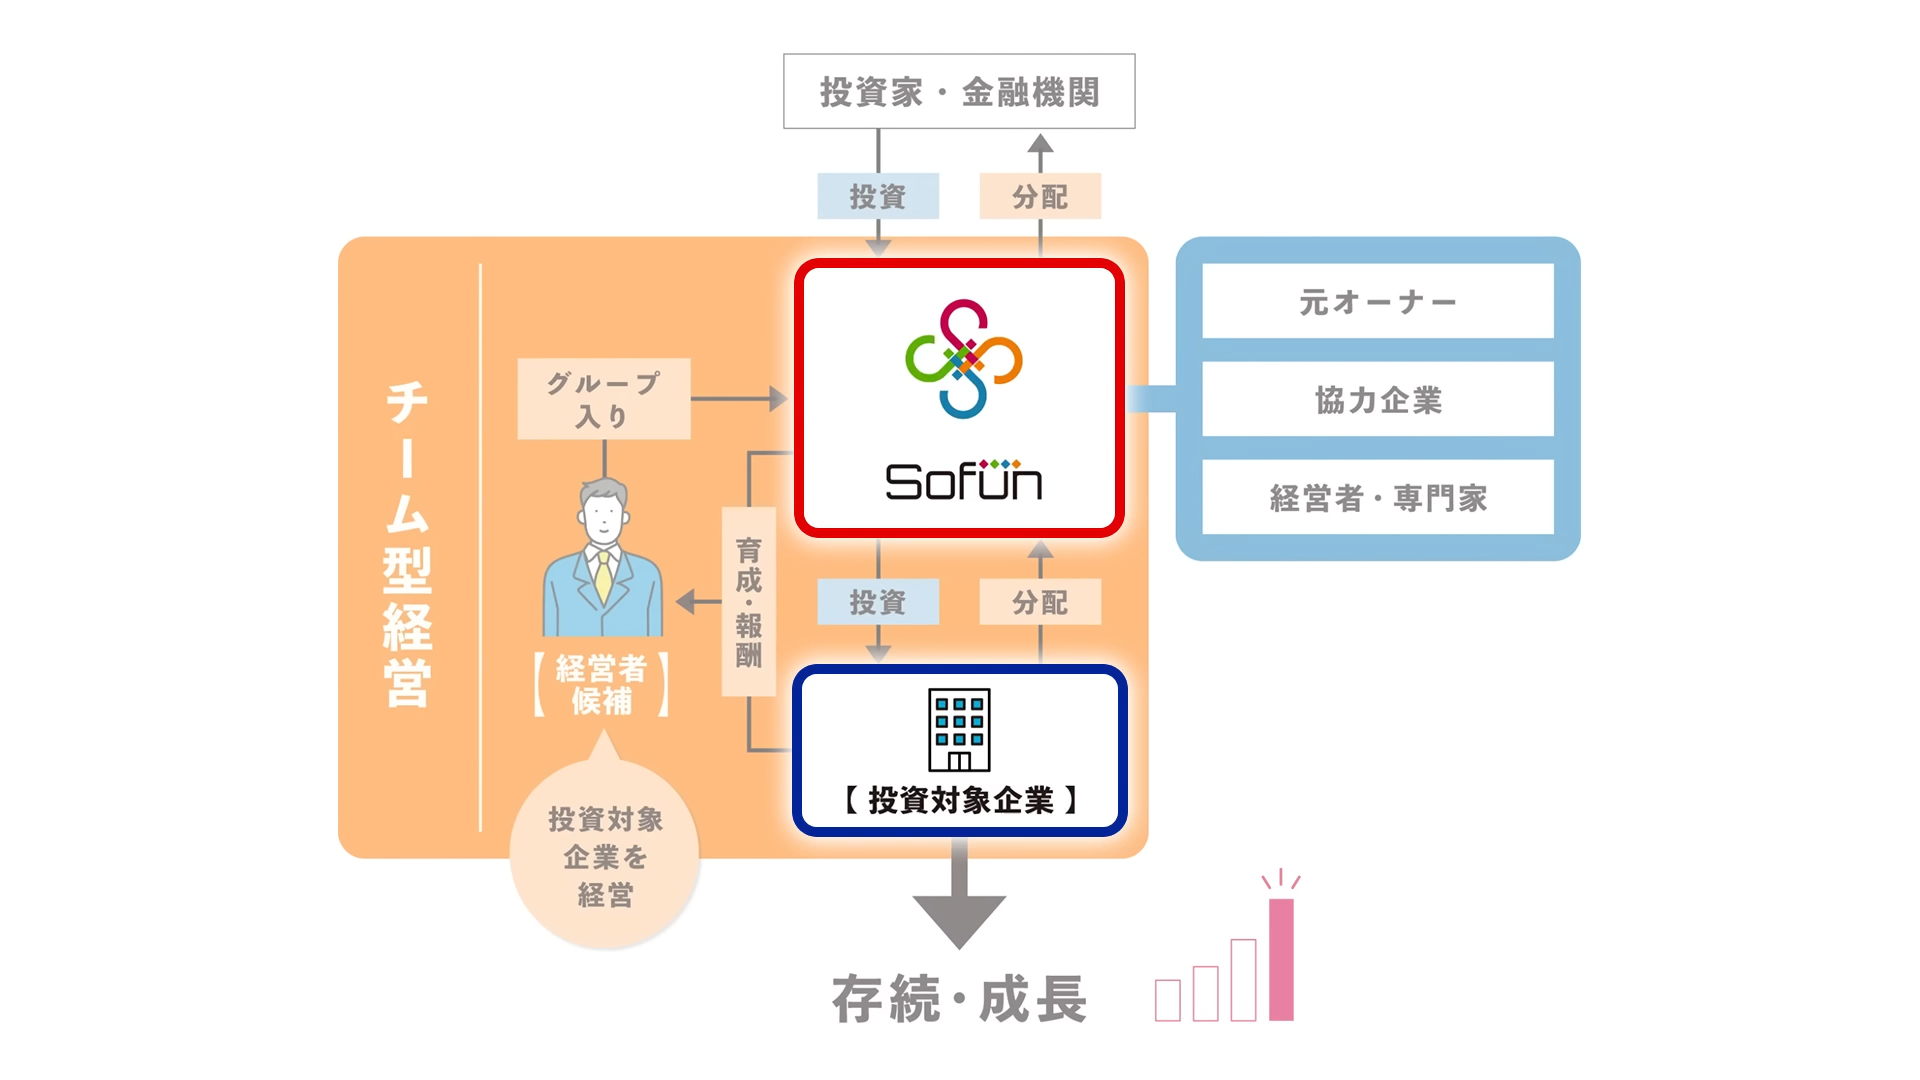 投資家・金融機関
投資
分配
チーム型経営
グループ
入り
Sofun
元オーナー
協力企業
経営者・専門家
育成・報酬
投資
分配
【経営者
候補】
【投資対象企業】
投資対象
企業を
経営
存続・成長